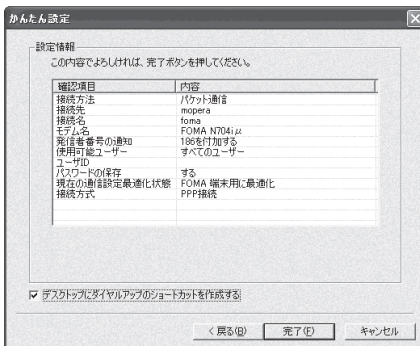 かんたん設定
設定情報
この内容でよろしければ、完了ボタンを押してください。
確認項目 内容
接続方法 パケット通信
接続先 mopera
接続名 foma
モデム名 FOMA N704iμ
発信者番号の通知 186を付加する
使用可能ユーザー すべてのユーザー
ユーザID
パスワードの保存 する
現在の通信設定最適化状態 FOMA 端末用に最適化
接続方式 PPP接続
デスクトップにダイヤルアップのショートカットを作成する
< 戻る(B) 完了(F) キャンセル